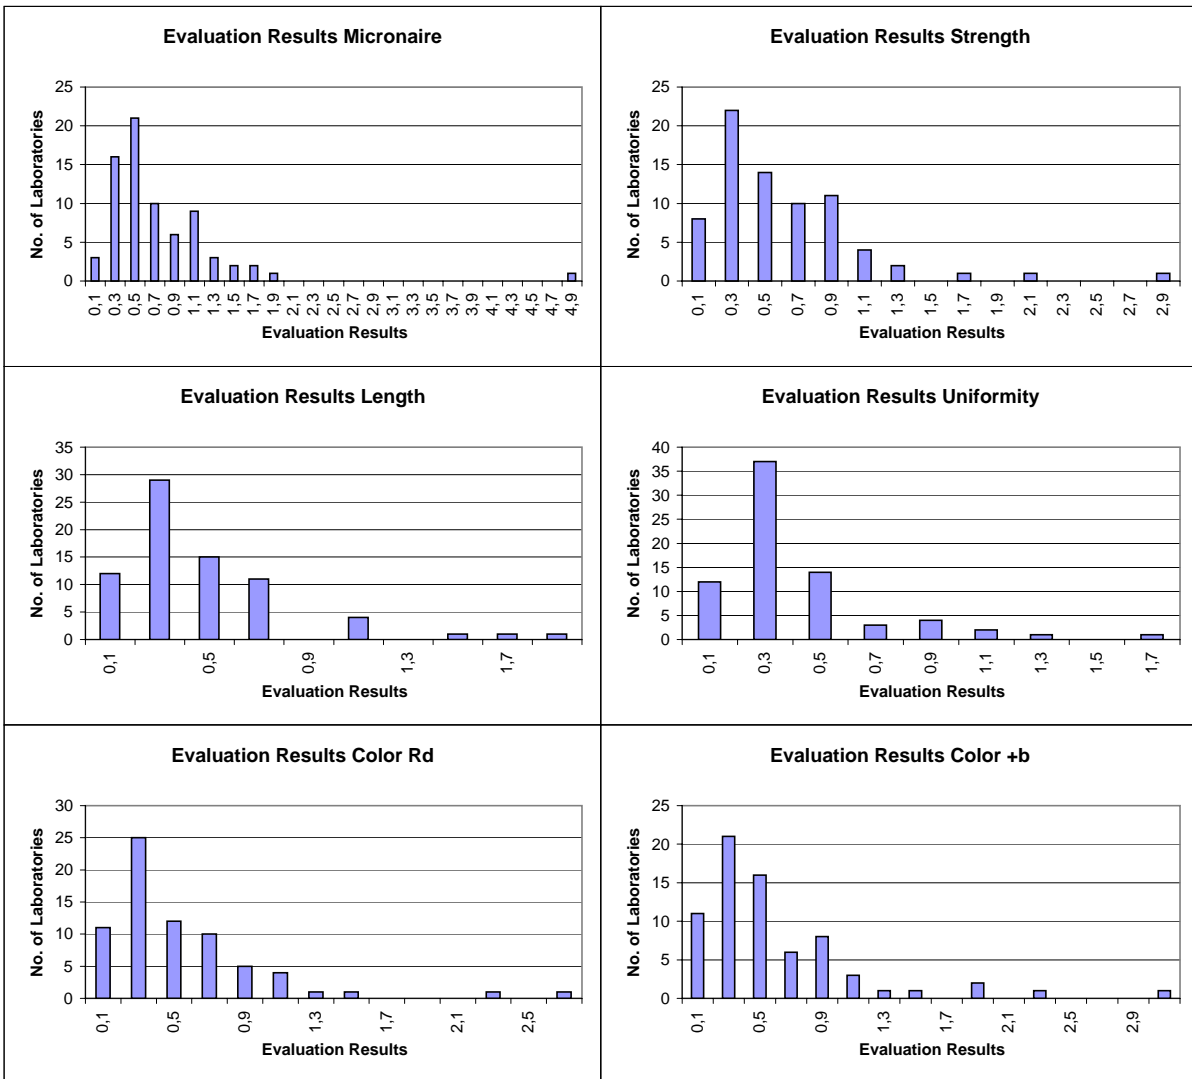 Evaluation Results Micronaire
No. of Laboratories
25
20
15
10
5
0
0,1 0,3 0,5 0,7 0,9 1,1 1,3 1,5 1,7 1,9 2,1 2,3 2,5 2,7 2,9 3,1 3,3 3,5 3,7 3,9 4,1 4,3 4,5 4,7 4,9
Evaluation Results
Evaluation Results Strength
No. of Laboratories
25
20
15
10
5
0
0,1 0,3 0,5 0,7 0,9 1,1 1,3 1,5 1,7 1,9 2,1 2,3 2,5 2,7 2,9
Evaluation Results
Evaluation Results Length
No. of Laboratories
35
30
25
20
15
10
5
0
0,1 0,5 0,9 1,3 1,7
Evaluation Results
Evaluation Results Uniformity
No. of Laboratories
40
35
30
25
20
15
10
5
0
0,1 0,3 0,5 0,7 0,9 1,1 1,3 1,5 1,7
Evaluation Results
Evaluation Results Color Rd
No. of Laboratories
30
25
20
15
10
5
0
0,1 0,5 0,9 1,3 1,7 2,1 2,5
Evaluation Results
Evaluation Results Color +b
No. of Laboratories
25
20
15
10
5
0
0,1 0,5 0,9 1,3 1,7 2,1 2,5 2,9
Evaluation Results